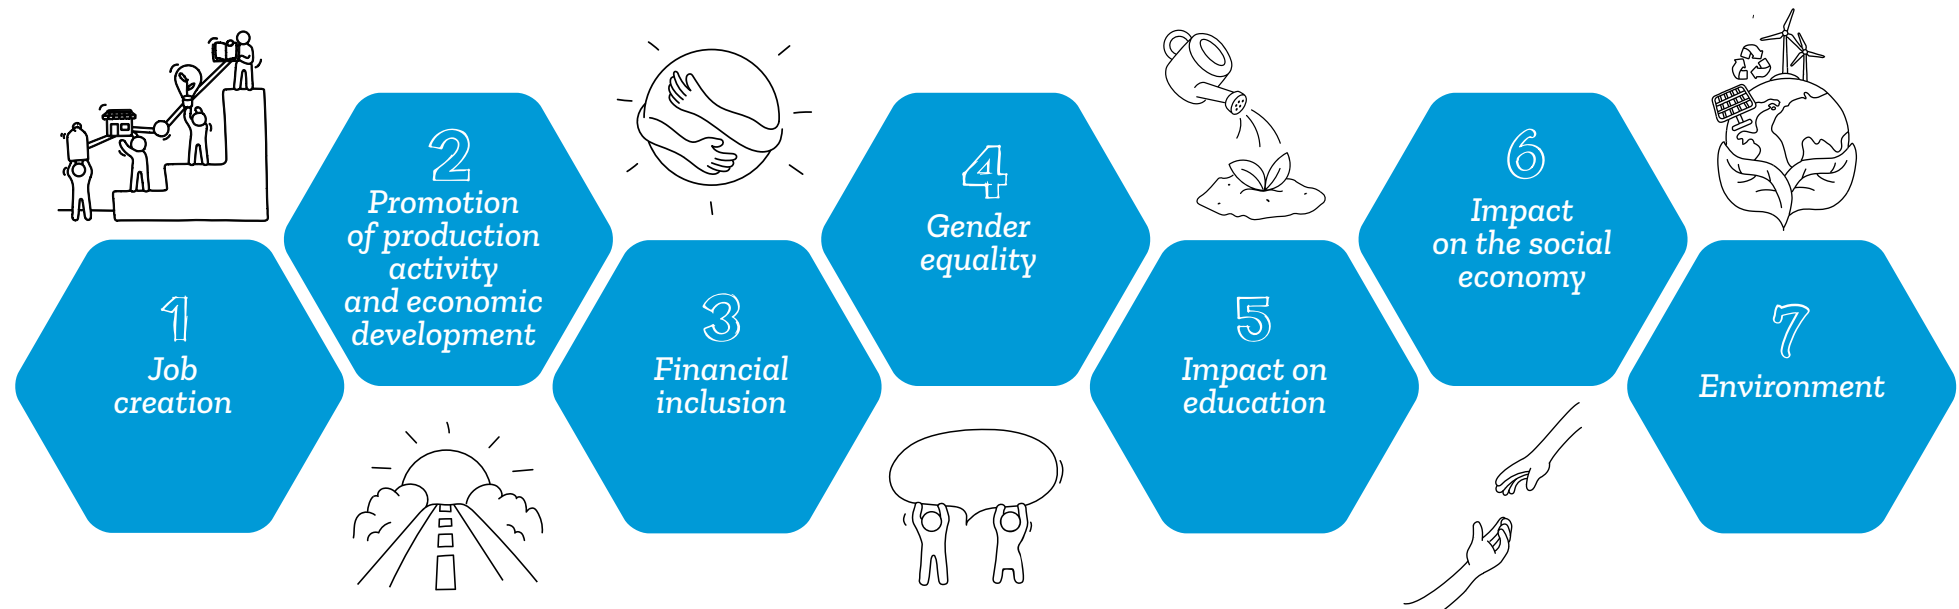 1
Job
creation
2
Promotion
of production
activity
and economic
development
3
Financial
inclusion
4
Gender
equality
5
Impact on
education
6
Impact
on the social
economy
7
Environment